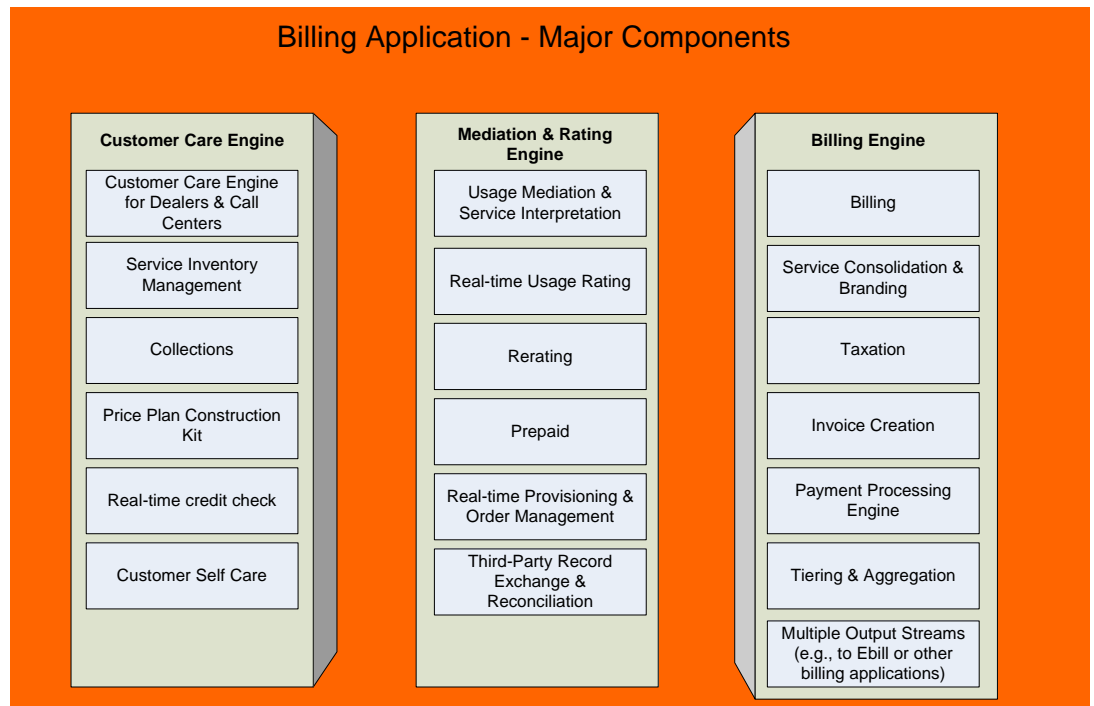 Billing Application - Major Components
Customer Care Engine
Customer Care Engine
for Dealers & Call
Centers
Service Inventory
Management
Collections
Price Plan Construction
Kit
Real-time credit check
Customer Self Care
Mediation & Rating
Engine
Usage Mediation &
Service Interpretation
Real-time Usage Rating
Rerating
Prepaid
Real-time Provisioning &
Order Management
Third-Party Record
Exchange &
Reconciliation
Billing Engine
Billing
Service Consolidation &
Branding
Taxation
Invoice Creation
Payment Processing
Engine
Tiering & Aggregation
Multiple Output Streams
(e.g., to Ebill or other
billing applications)